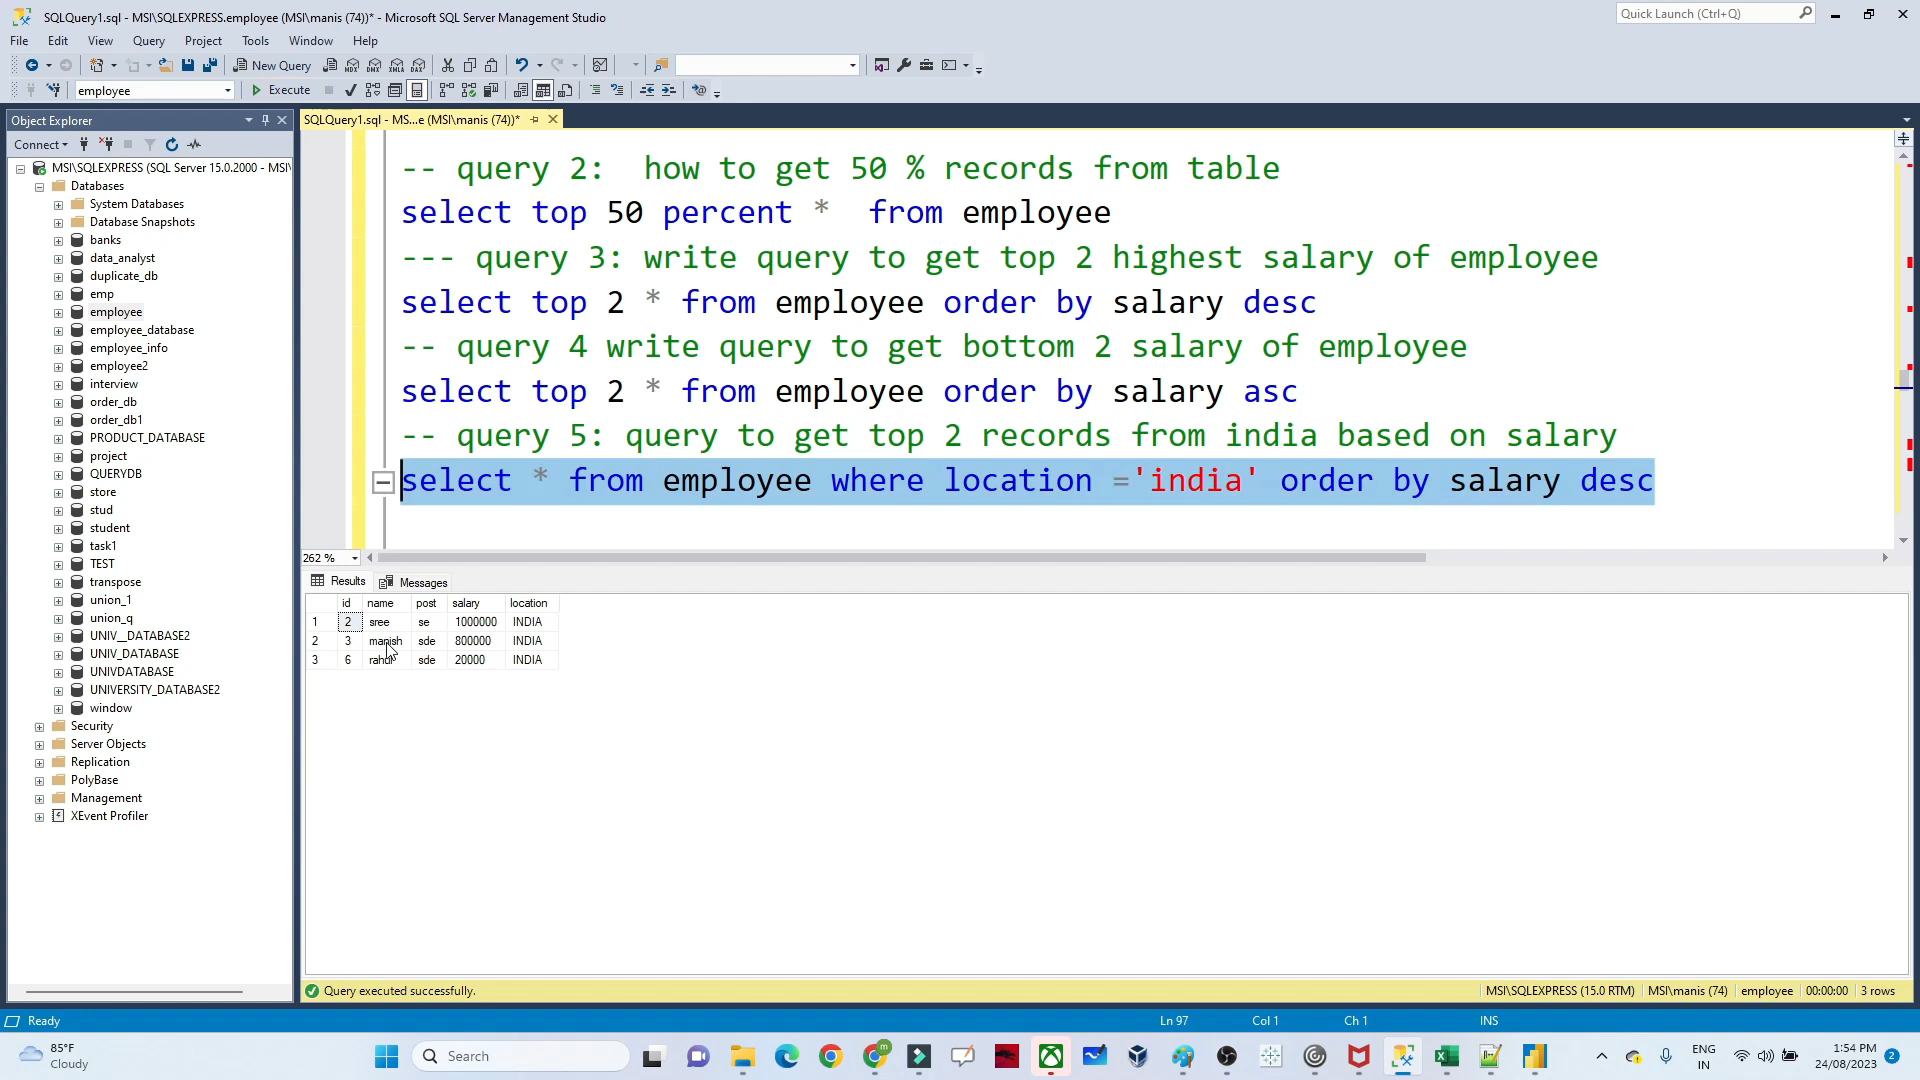 SQLQuery1.sql - MSI\SQLEXPRESS.employee (MSI\manis (74))* - Microsoft SQL Server Management Studio
Quick Launch (Ctrl+Q)
File Edit View Query Project Tools Window Help
New Query
employee
Execute
Object Explorer
SQLQuery1.sql - MS...e (MSI\manis (74))*
Connect
MSI\SQLEXPRESS (SQL Server 15.0.2000 - MSI\
Databases
System Databases
Database Snapshots
banks
data_analyst
duplicate_db
emp
employee
employee_database
employee_info
employee2
interview
order_db
order_db1
PRODUCT_DATABASE
project
QUERYDB
store
stud
student
task1
TEST
transpose
union_1
union_q
UNIV__DATABASE2
UNIV_DATABASE
UNIVDATABASE
UNIVERSITY_DATABASE2
window
Security
Server Objects
Replication
PolyBase
Management
XEvent Profiler
-- query 2:  how to get 50 % records from table
select top 50 percent *  from employee
--- query 3: write query to get top 2 highest salary of employee
select top 2 * from employee order by salary desc
-- query 4 write query to get bottom 2 salary of employee
select top 2 * from employee order by salary asc
-- query 5: query to get top 2 records from india based on salary
select * from employee where location ='india' order by salary desc
262 %
Results Messages
id name post salary location
1 2 sree se 1000000 INDIA
2 3 manish sde 800000 INDIA
3 6 rahul sde 20000 INDIA
Query executed successfully.
MSI\SQLEXPRESS (15.0 RTM) MSI\manis (74) employee 00:00:00 3 rows
Ready
Ln 97 Col 1 Ch 1 INS
85°F
Cloudy
Search
ENG
IN
1:54 PM
24/08/2023
2